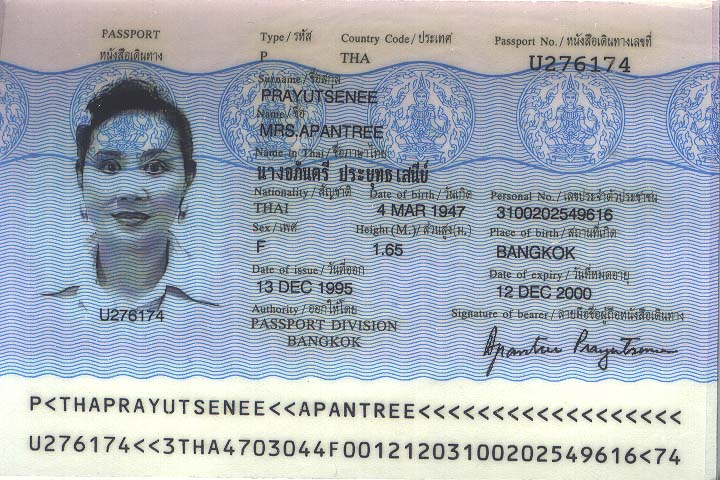 PASSPORT
หนังสือเดินทาง
Type / รหัส Country Code / ประเทศ Passport No. / หนังสือเดินทางเลขที่
P THA U276174
Surname / ชื่อสกุล
PRAYUTSENEE
Name / ชื่อ
MRS.APANTREE
Name in Thai / ชื่อภาษาไทย
นางอภันตรี ประยุทธเสนีย์
Nationality / สัญชาติ Date of birth / วันเกิด Personal No. / เลขประจำตัวประชาชน
THAI 4 MAR 1947 3100202549616
Sex / เพศ Height (M.) / ส่วนสูง (ม.) Place of birth / สถานที่เกิด
F 1.65 BANGKOK
Date of issue / วันที่ออก Date of expiry / วันที่หมดอายุ
13 DEC 1995 12 DEC 2000
Authority / ออกให้โดย Signature of bearer / ลายมือชื่อผู้ถือหนังสือเดินทาง
PASSPORT DIVISION
BANGKOK
U276174
Apantree Prayutsenee
P<THAPRAYUTSENEE<<APANTREE<<<<<<<<<<<<<<<<<<
U276174<<3THA4703044F00121203100202549616<74